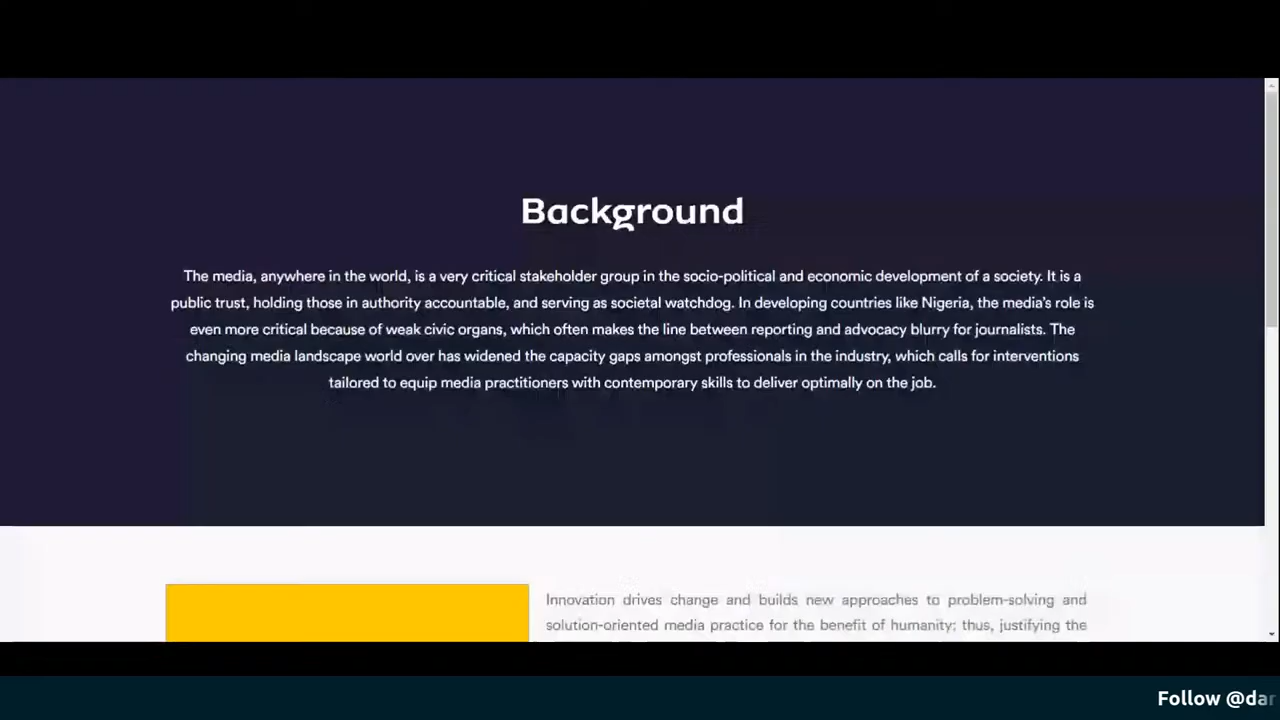 Background
The media, anywhere in the world, is a very critical stakeholder group in the socio-political and economic development of a society. It is a
public trust, holding those in authority accountable, and serving as societal watchdog. In developing countries like Nigeria, the media's role is
even more critical because of weak civic organs, which often makes the line between reporting and advocacy blurry for journalists. The
changing media landscape world over has widened the capacity gaps amongst professionals in the industry, which calls for interventions
tailored to equip media practitioners with contemporary skills to deliver optimally on the job.
Innovation drives change and builds new approaches to problem-solving and
solution-oriented media practice for the benefit of humanity; thus, justifying the
Follow @dar